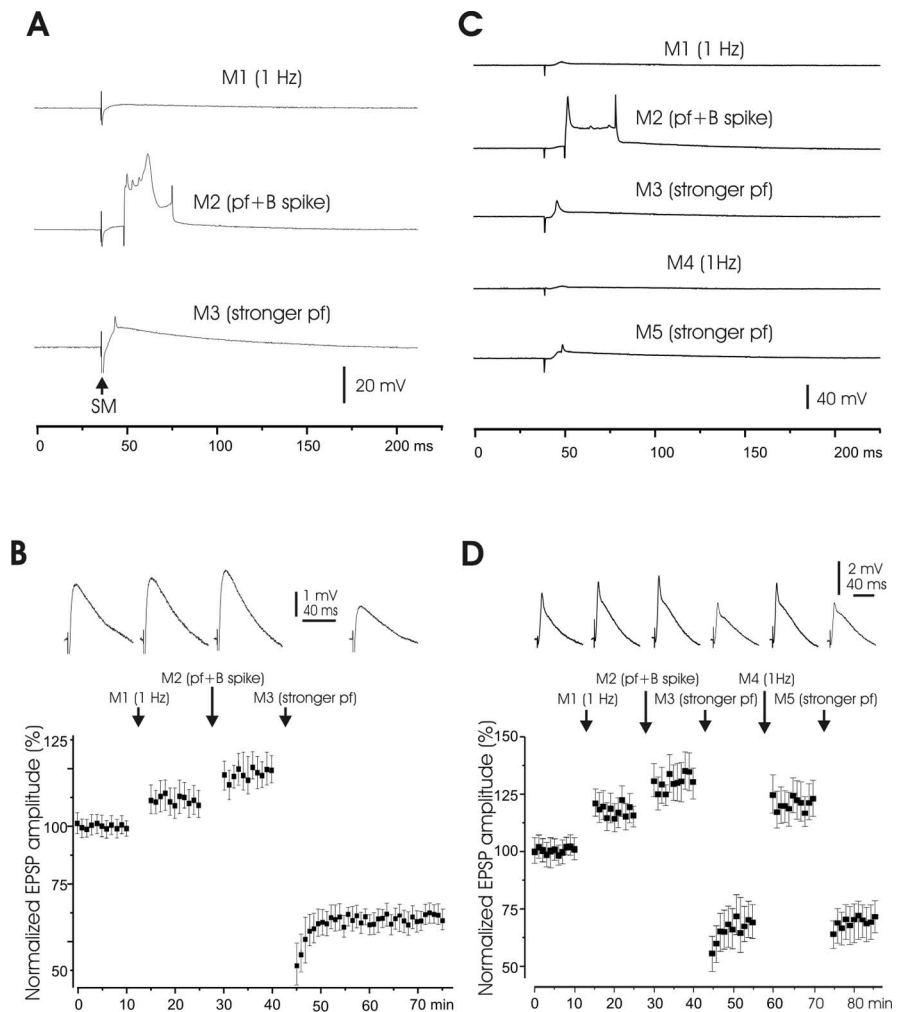 A
M1 (1 Hz)
M2 (pf+B spike)
M3 (stronger pf)
SM
20 mV
0 50 100 150 200 ms
C
M1 (1 Hz)
M2 (pf+B spike)
M3 (stronger pf)
M4 (1Hz)
M5 (stronger pf)
40 mV
0 50 100 150 200 ms
B
1 mV
40 ms
M2 (pf+B spike)
M1 (1 Hz)
M3 (stronger pf)
Normalized EPSP amplitude (%)
125
100
75
50
0 10 20 30 40 50 60 70 min
D
2 mV
40 ms
M2 (pf+B spike)
M4 (1Hz)
M1 (1 Hz)
M3 (stronger pf)
M5 (stronger pf)
Normalized EPSP amplitude (%)
150
125
100
75
50
0 10 20 30 40 50 60 70 80 min